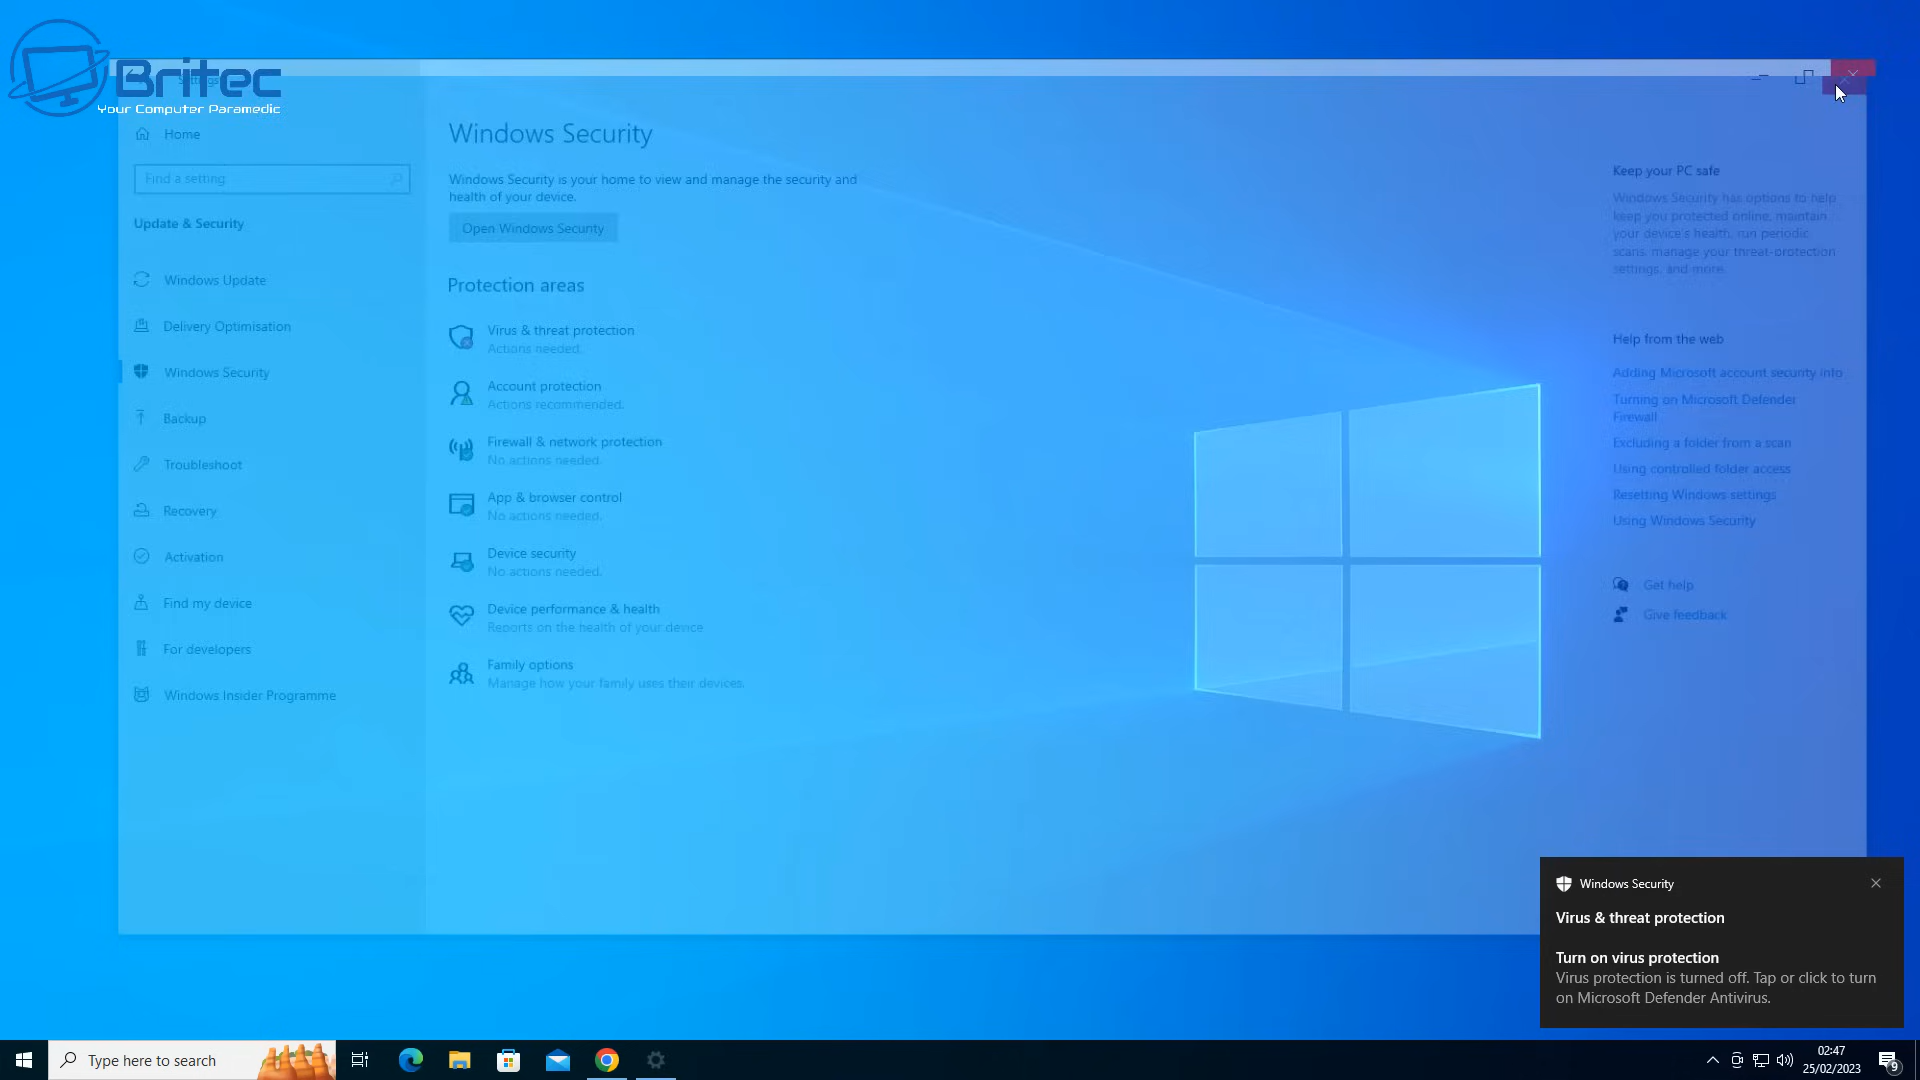 Britec
Your Computer Paramedic
Home
Find a setting
Update & Security
Windows Update
Delivery Optimisation
Windows Security
Backup
Troubleshoot
Recovery
Activation
Find my device
For developers
Windows Insider Programme
Windows Security
Windows Security is your home to view and manage the security and
health of your device.
Open Windows Security
Protection areas
Virus & threat protection
Actions needed.
Account protection
Actions recommended.
Firewall & network protection
No actions needed.
App & browser control
No actions needed.
Device security
No actions needed.
Device performance & health
Reports on the health of your device
Family options
Manage how your family uses their devices.
Keep your PC safe
Windows Security has options to help
keep you protected online, maintain
your device's health, run periodic
scans, manage your threat-protection
settings, and more.
Help from the web
Adding Microsoft account security info
Turning on Microsoft Defender
Firewall
Excluding a folder from a scan
Using controlled folder access
Resetting Windows settings
Using Windows Security
Get help
Give feedback
Windows Security
Virus & threat protection
Turn on virus protection
Virus protection is turned off. Tap or click to turn
on Microsoft Defender Antivirus.
Type here to search
02:47
25/02/2023
9